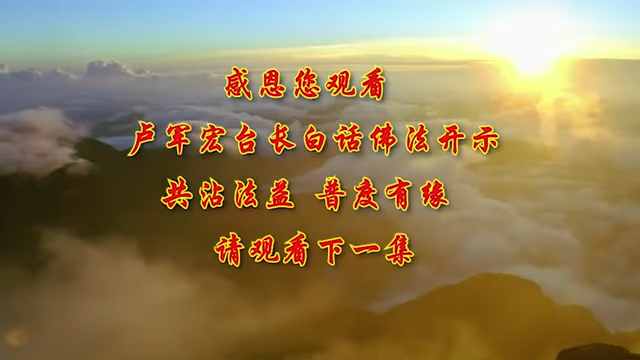 感恩您观看
卢军宏台长白话佛法开示
共沾法益 普度有缘
请观看下一集